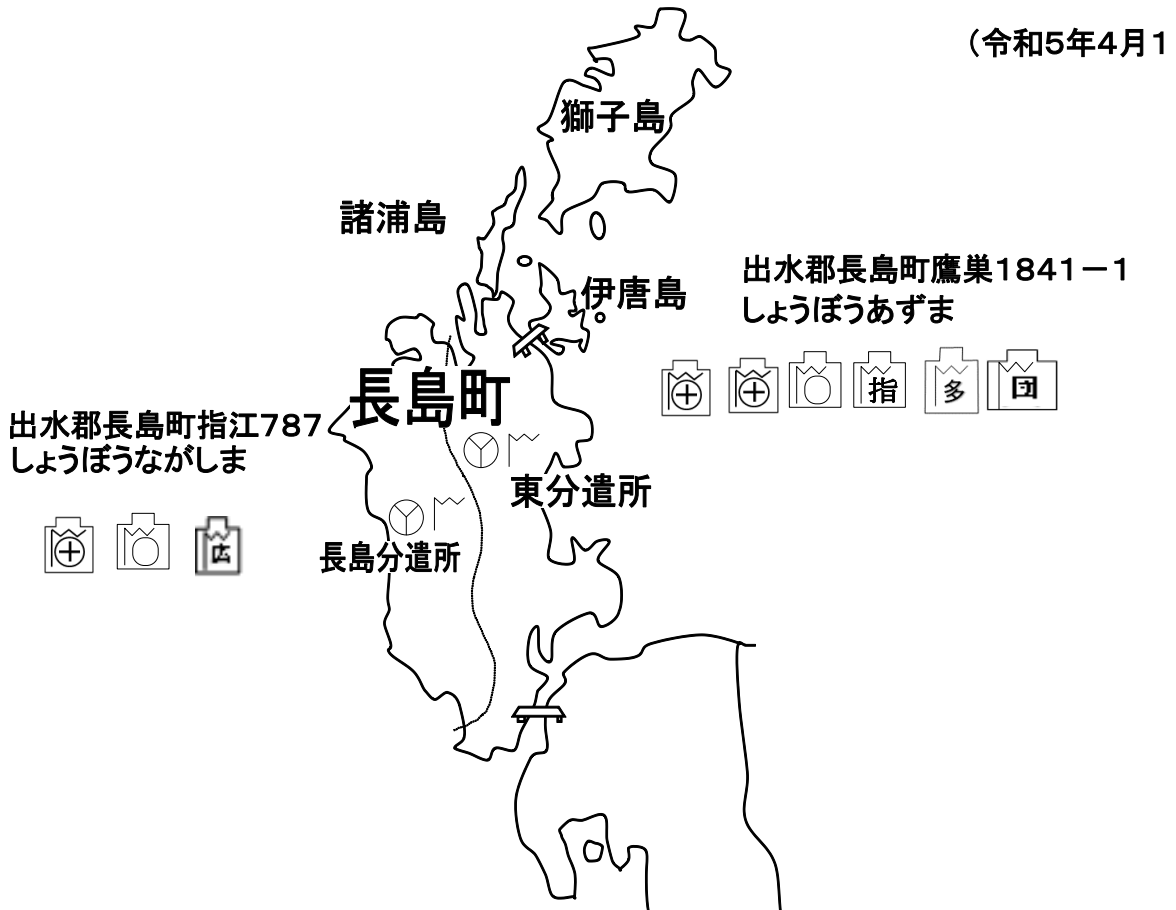 （令和5年4月1
獅子島
諸浦島
出水郡長島町鷹巣1841－1
しょうぼうあずま
伊唐島
指
多
団
長島町
出水郡長島町指江787
しょうぼうながしま
東分遣所
広
長島分遣所